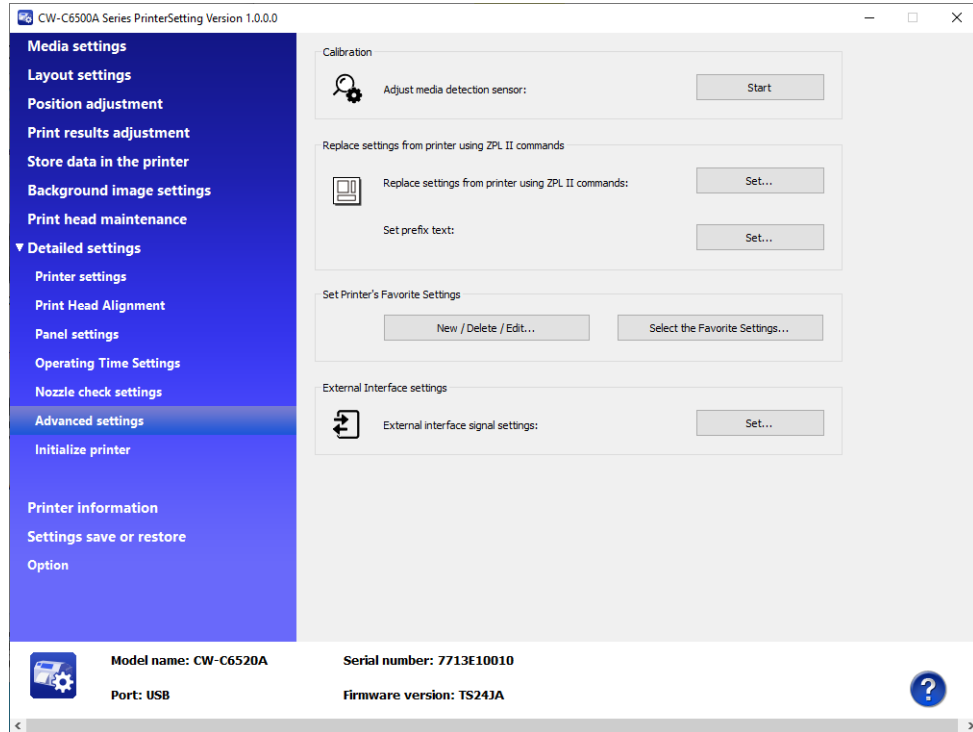 CW-C6500A Series PrinterSetting Version 1.0.0.0
Media settings
Layout settings
Position adjustment
Print results adjustment
Store data in the printer
Background image settings
Print head maintenance
▼ Detailed settings
Printer settings
Print Head Alignment
Panel settings
Operating Time Settings
Nozzle check settings
Advanced settings
Initialize printer
Printer information
Settings save or restore
Option
Calibration
Adjust media detection sensor:
Start
Replace settings from printer using ZPL II commands
Replace settings from printer using ZPL II commands:
Set...
Set prefix text:
Set...
Set Printer's Favorite Settings
New / Delete / Edit...
Select the Favorite Settings...
External Interface settings
External interface signal settings:
Set...
Model name: CW-C6520A
Serial number: 7713E10010
Port: USB
Firmware version: TS24JA
?